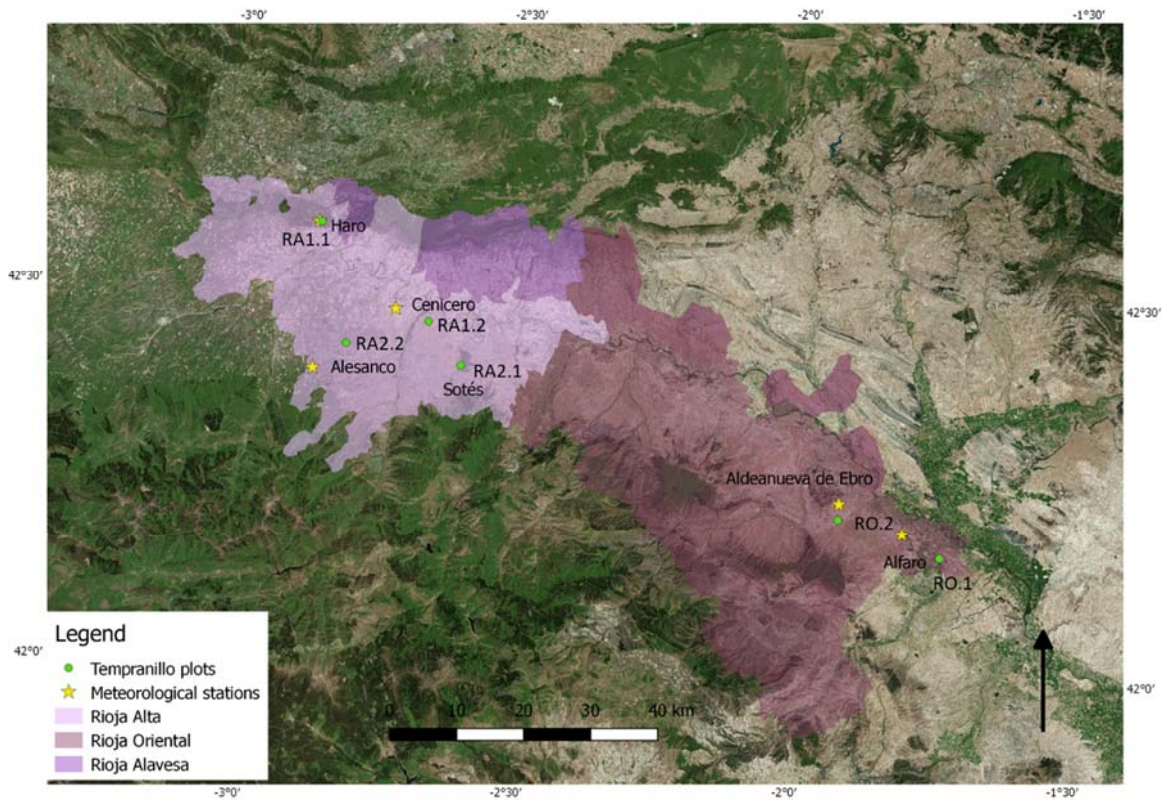 -3°0' -2°30' -2°0' -1°30'
Haro
RA1.1
42°30'
Cenicero
42°30'
RA1.2
RA2.2
Alesanco
RA2.1
Sotés
Aldeanueva de Ebro
RO.2
Alfaro
RO.1
Legend
42°0'
Tempranillo plots
Meteorological stations
42°0'
Rioja Alta
0 10 20 30 40 km
Rioja Oriental
Rioja Alavesa
-3°0' -2°30' -2°0' -1°30'